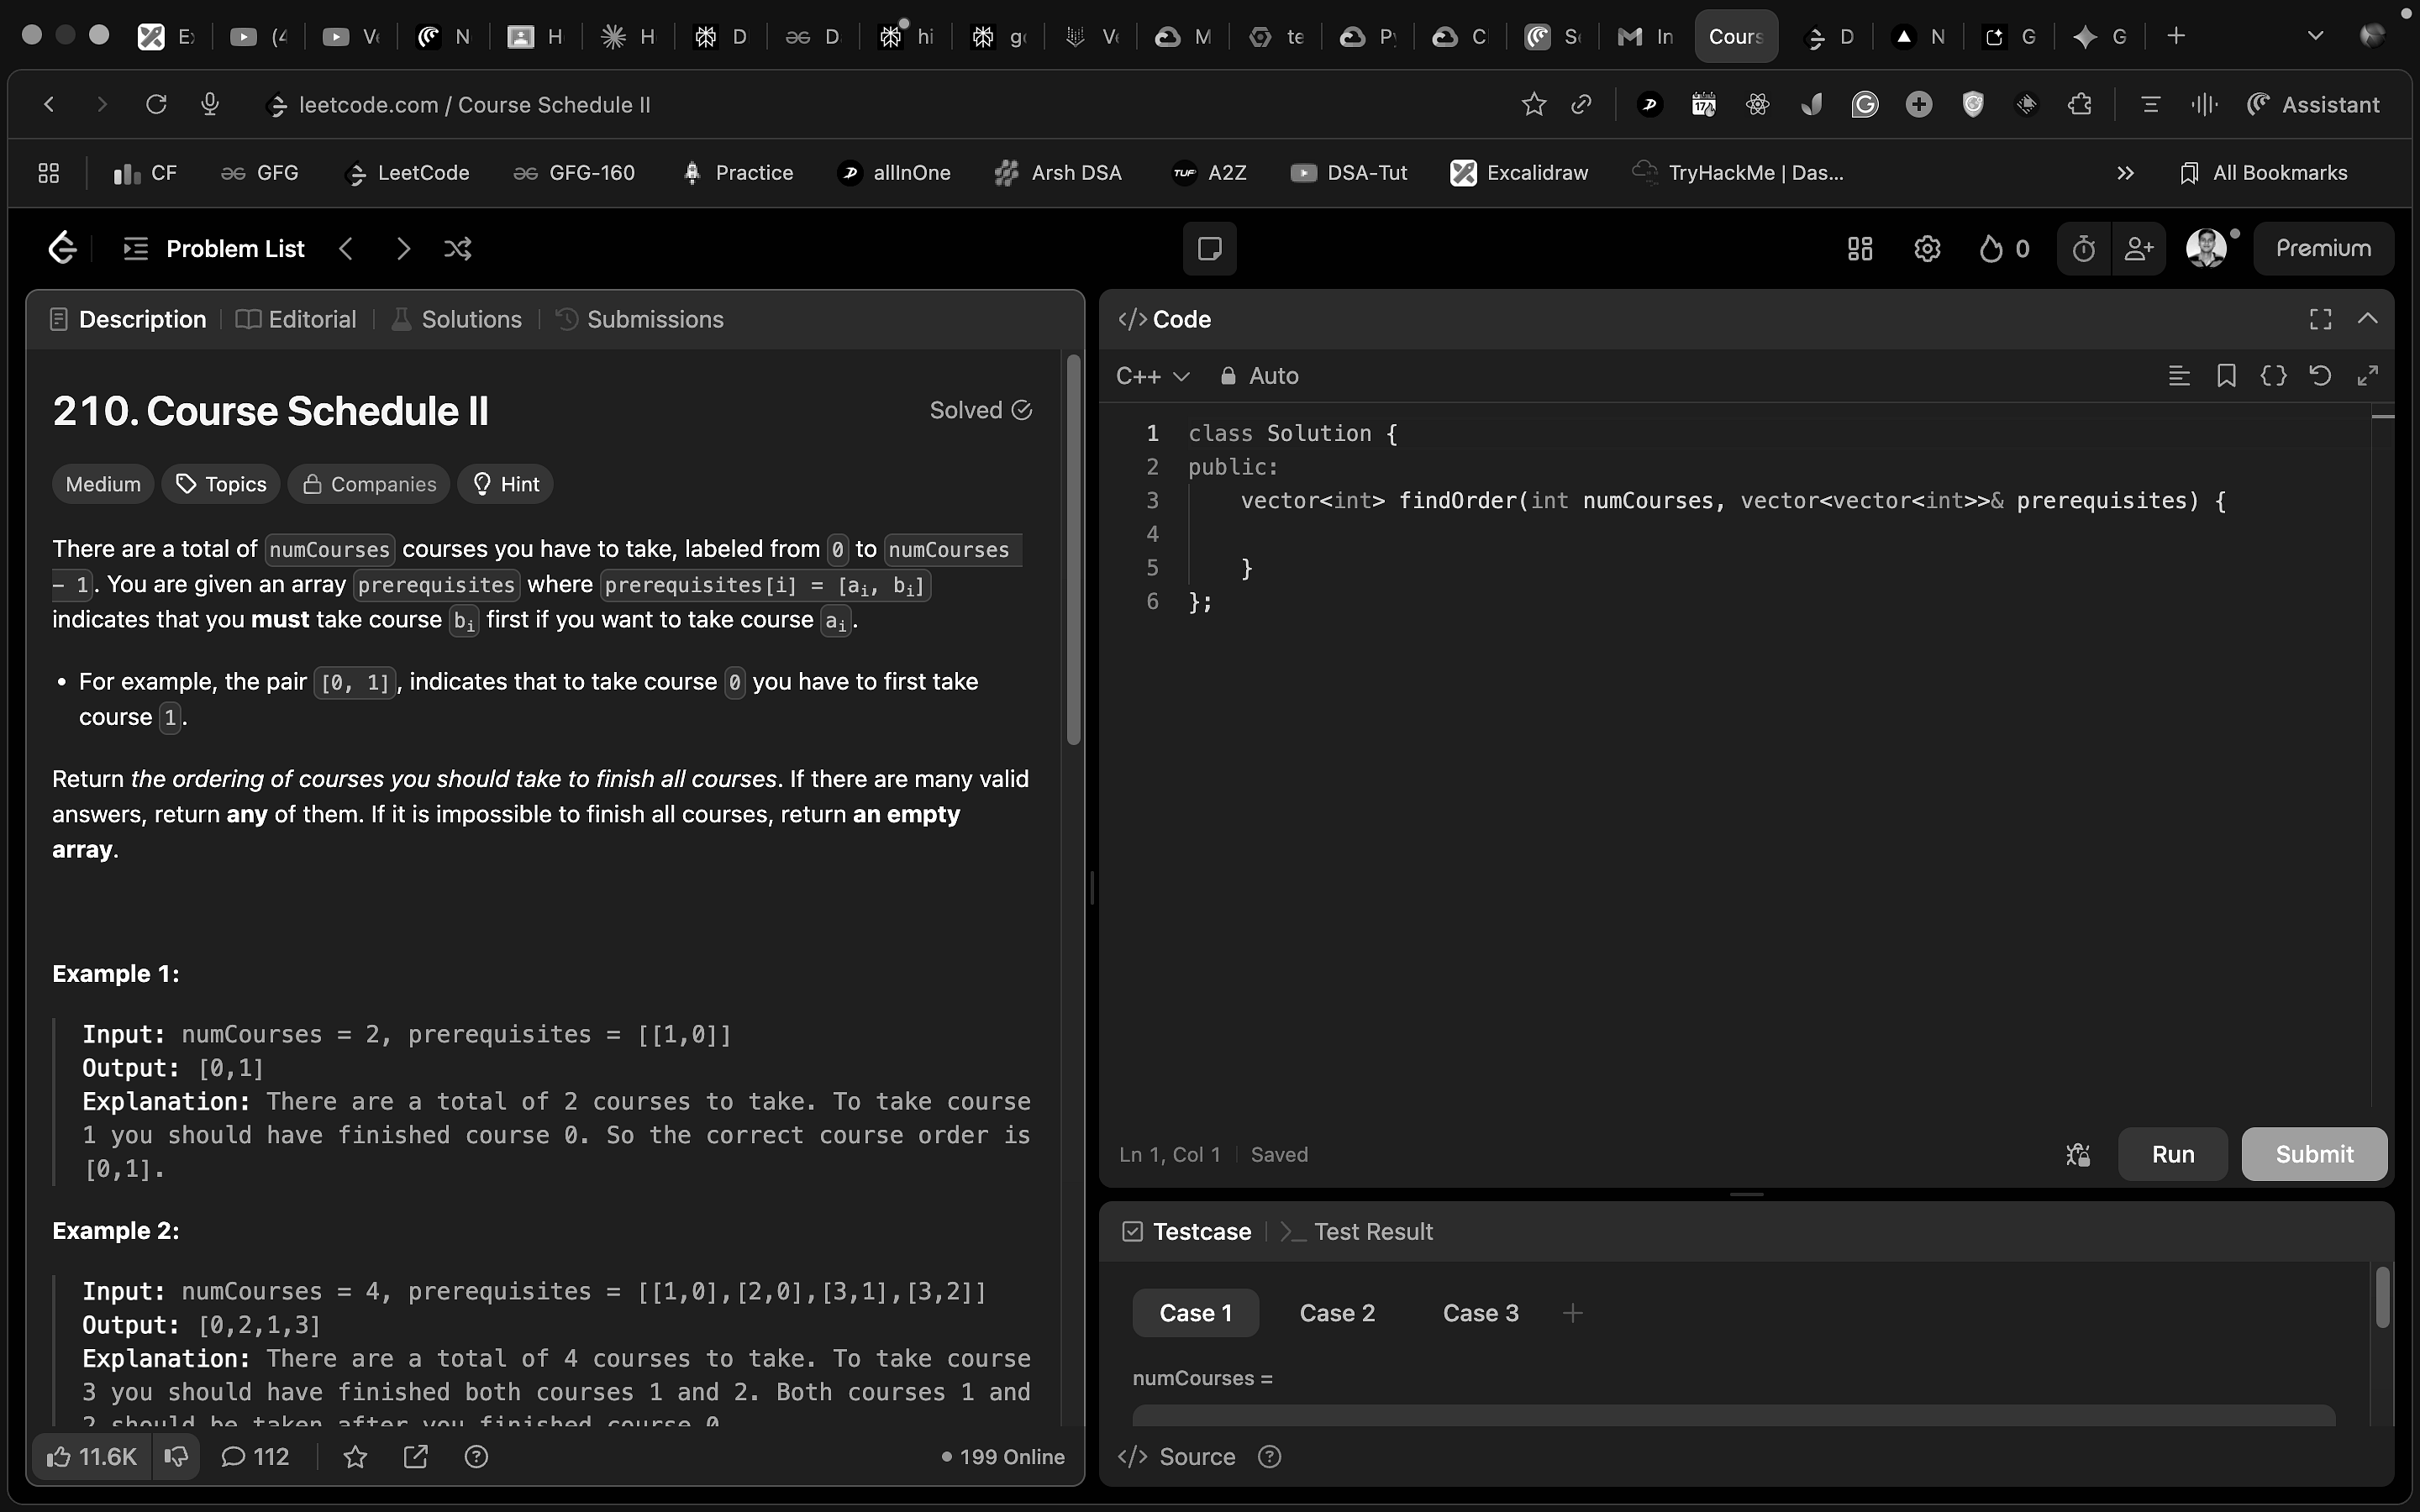 leetcode.com / Course Schedule II
Assistant
CF GFG LeetCode GFG-160 Practice allInOne Arsh DSA A2Z DSA-Tut Excalidraw TryHackMe | Das... All Bookmarks
Problem List 0 Premium
Description Editorial Solutions Submissions
210. Course Schedule II
Solved
Medium Topics Companies Hint
There are a total of numCourses courses you have to take, labeled from 0 to numCourses
- 1. You are given an array prerequisites where prerequisites[i] = [ai, bi]
indicates that you must take course bi first if you want to take course ai.
• For example, the pair [0, 1], indicates that to take course 0 you have to first take
course 1.
Return the ordering of courses you should take to finish all courses. If there are many valid
answers, return any of them. If it is impossible to finish all courses, return an empty
array.
Example 1:
Input: numCourses = 2, prerequisites = [[1,0]]
Output: [0,1]
Explanation: There are a total of 2 courses to take. To take course
1 you should have finished course 0. So the correct course order is
[0,1].
Example 2:
Input: numCourses = 4, prerequisites = [[1,0],[2,0],[3,1],[3,2]]
Output: [0,2,1,3]
Explanation: There are a total of 4 courses to take. To take course
3 you should have finished both courses 1 and 2. Both courses 1 and
2 should be taken after you finished course 0.
11.6K 112 199 Online
</> Code
C++ Auto
1 class Solution {
2 public:
3 vector<int> findOrder(int numCourses, vector<vector<int>>& prerequisites) {
4
5 }
6 };
Ln 1, Col 1 Saved
Run Submit
Testcase >_ Test Result
Case 1 Case 2 Case 3 +
numCourses =
</> Source